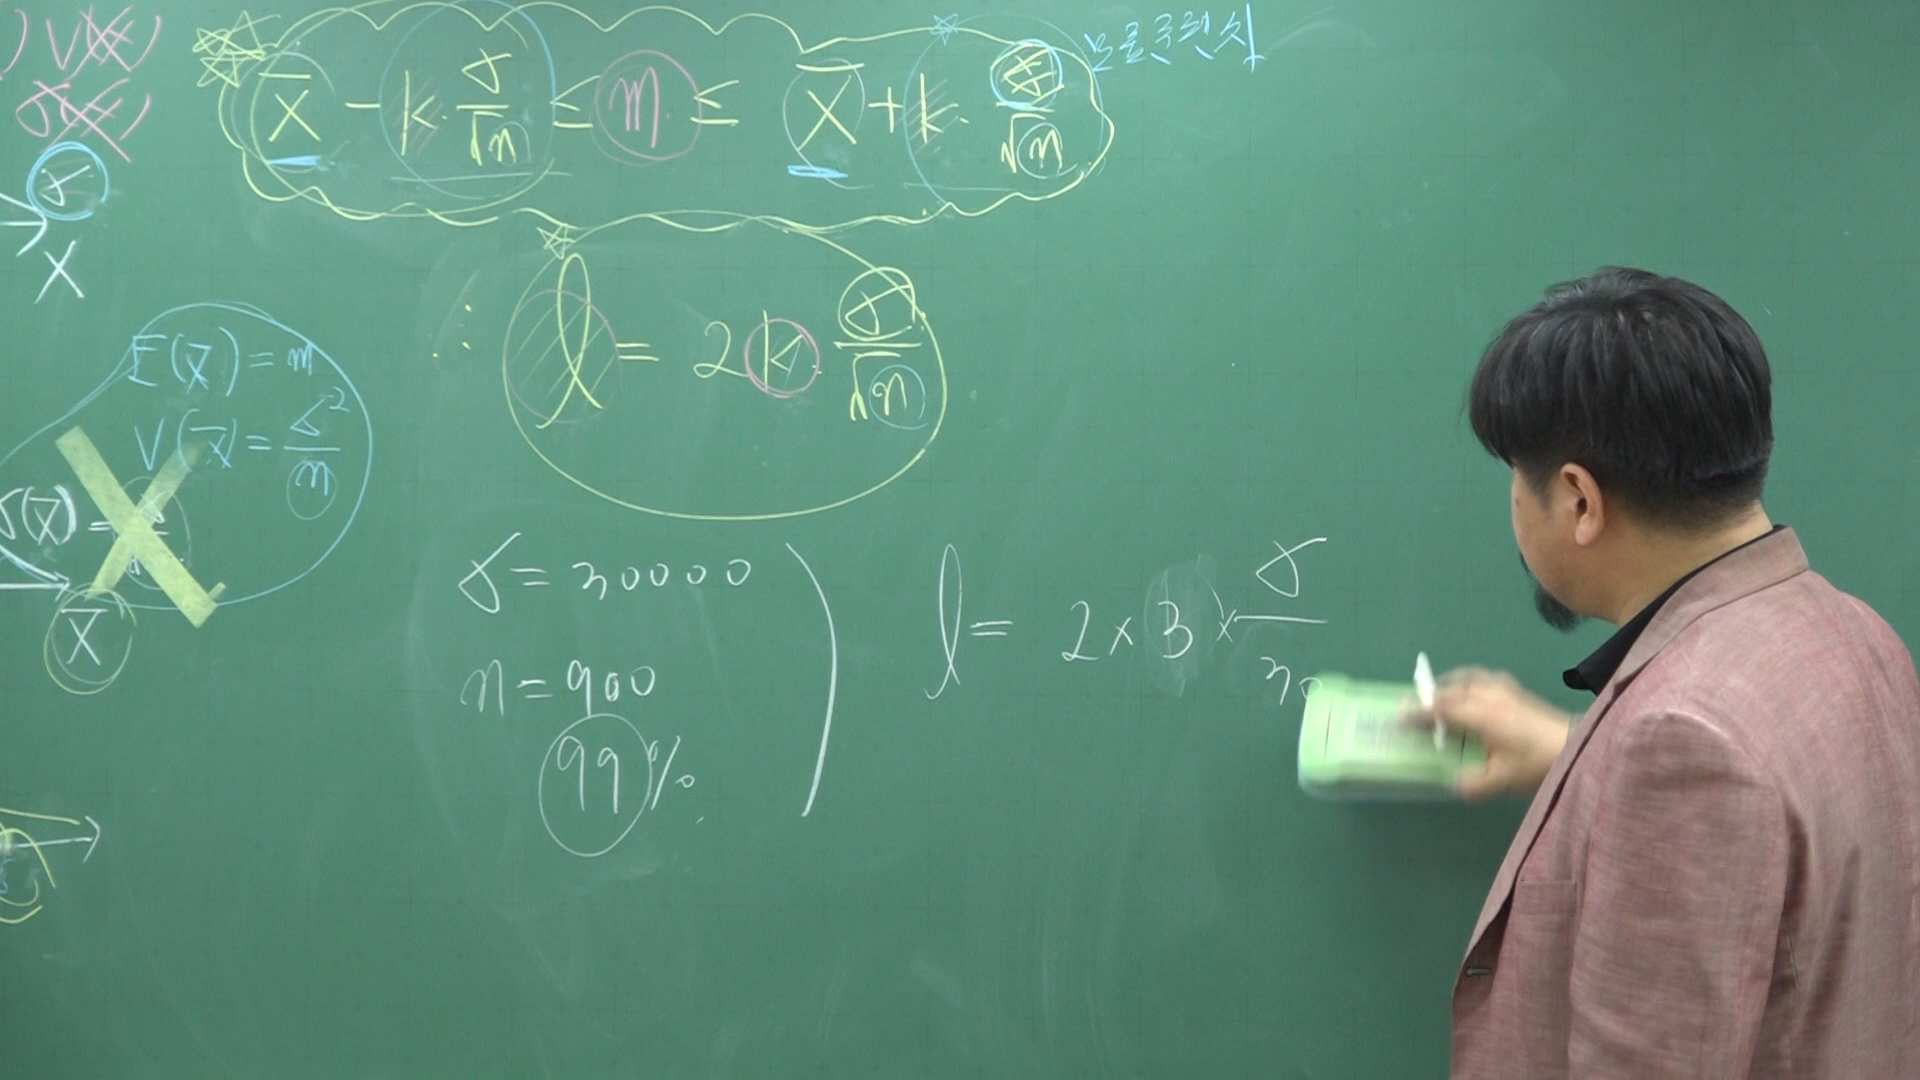 ) V(X)
σ(X)
X̄ - k·σ/√n ≤ m ≤ X̄ + k·σ/√n
σ
X
∴ l = 2k·σ/√n
E(X̄) = m
V(X̄) = σ²/n
σ(X̄) =
X̄
σ = 30000
n = 900
99%
l = 2 × 3 × σ/30